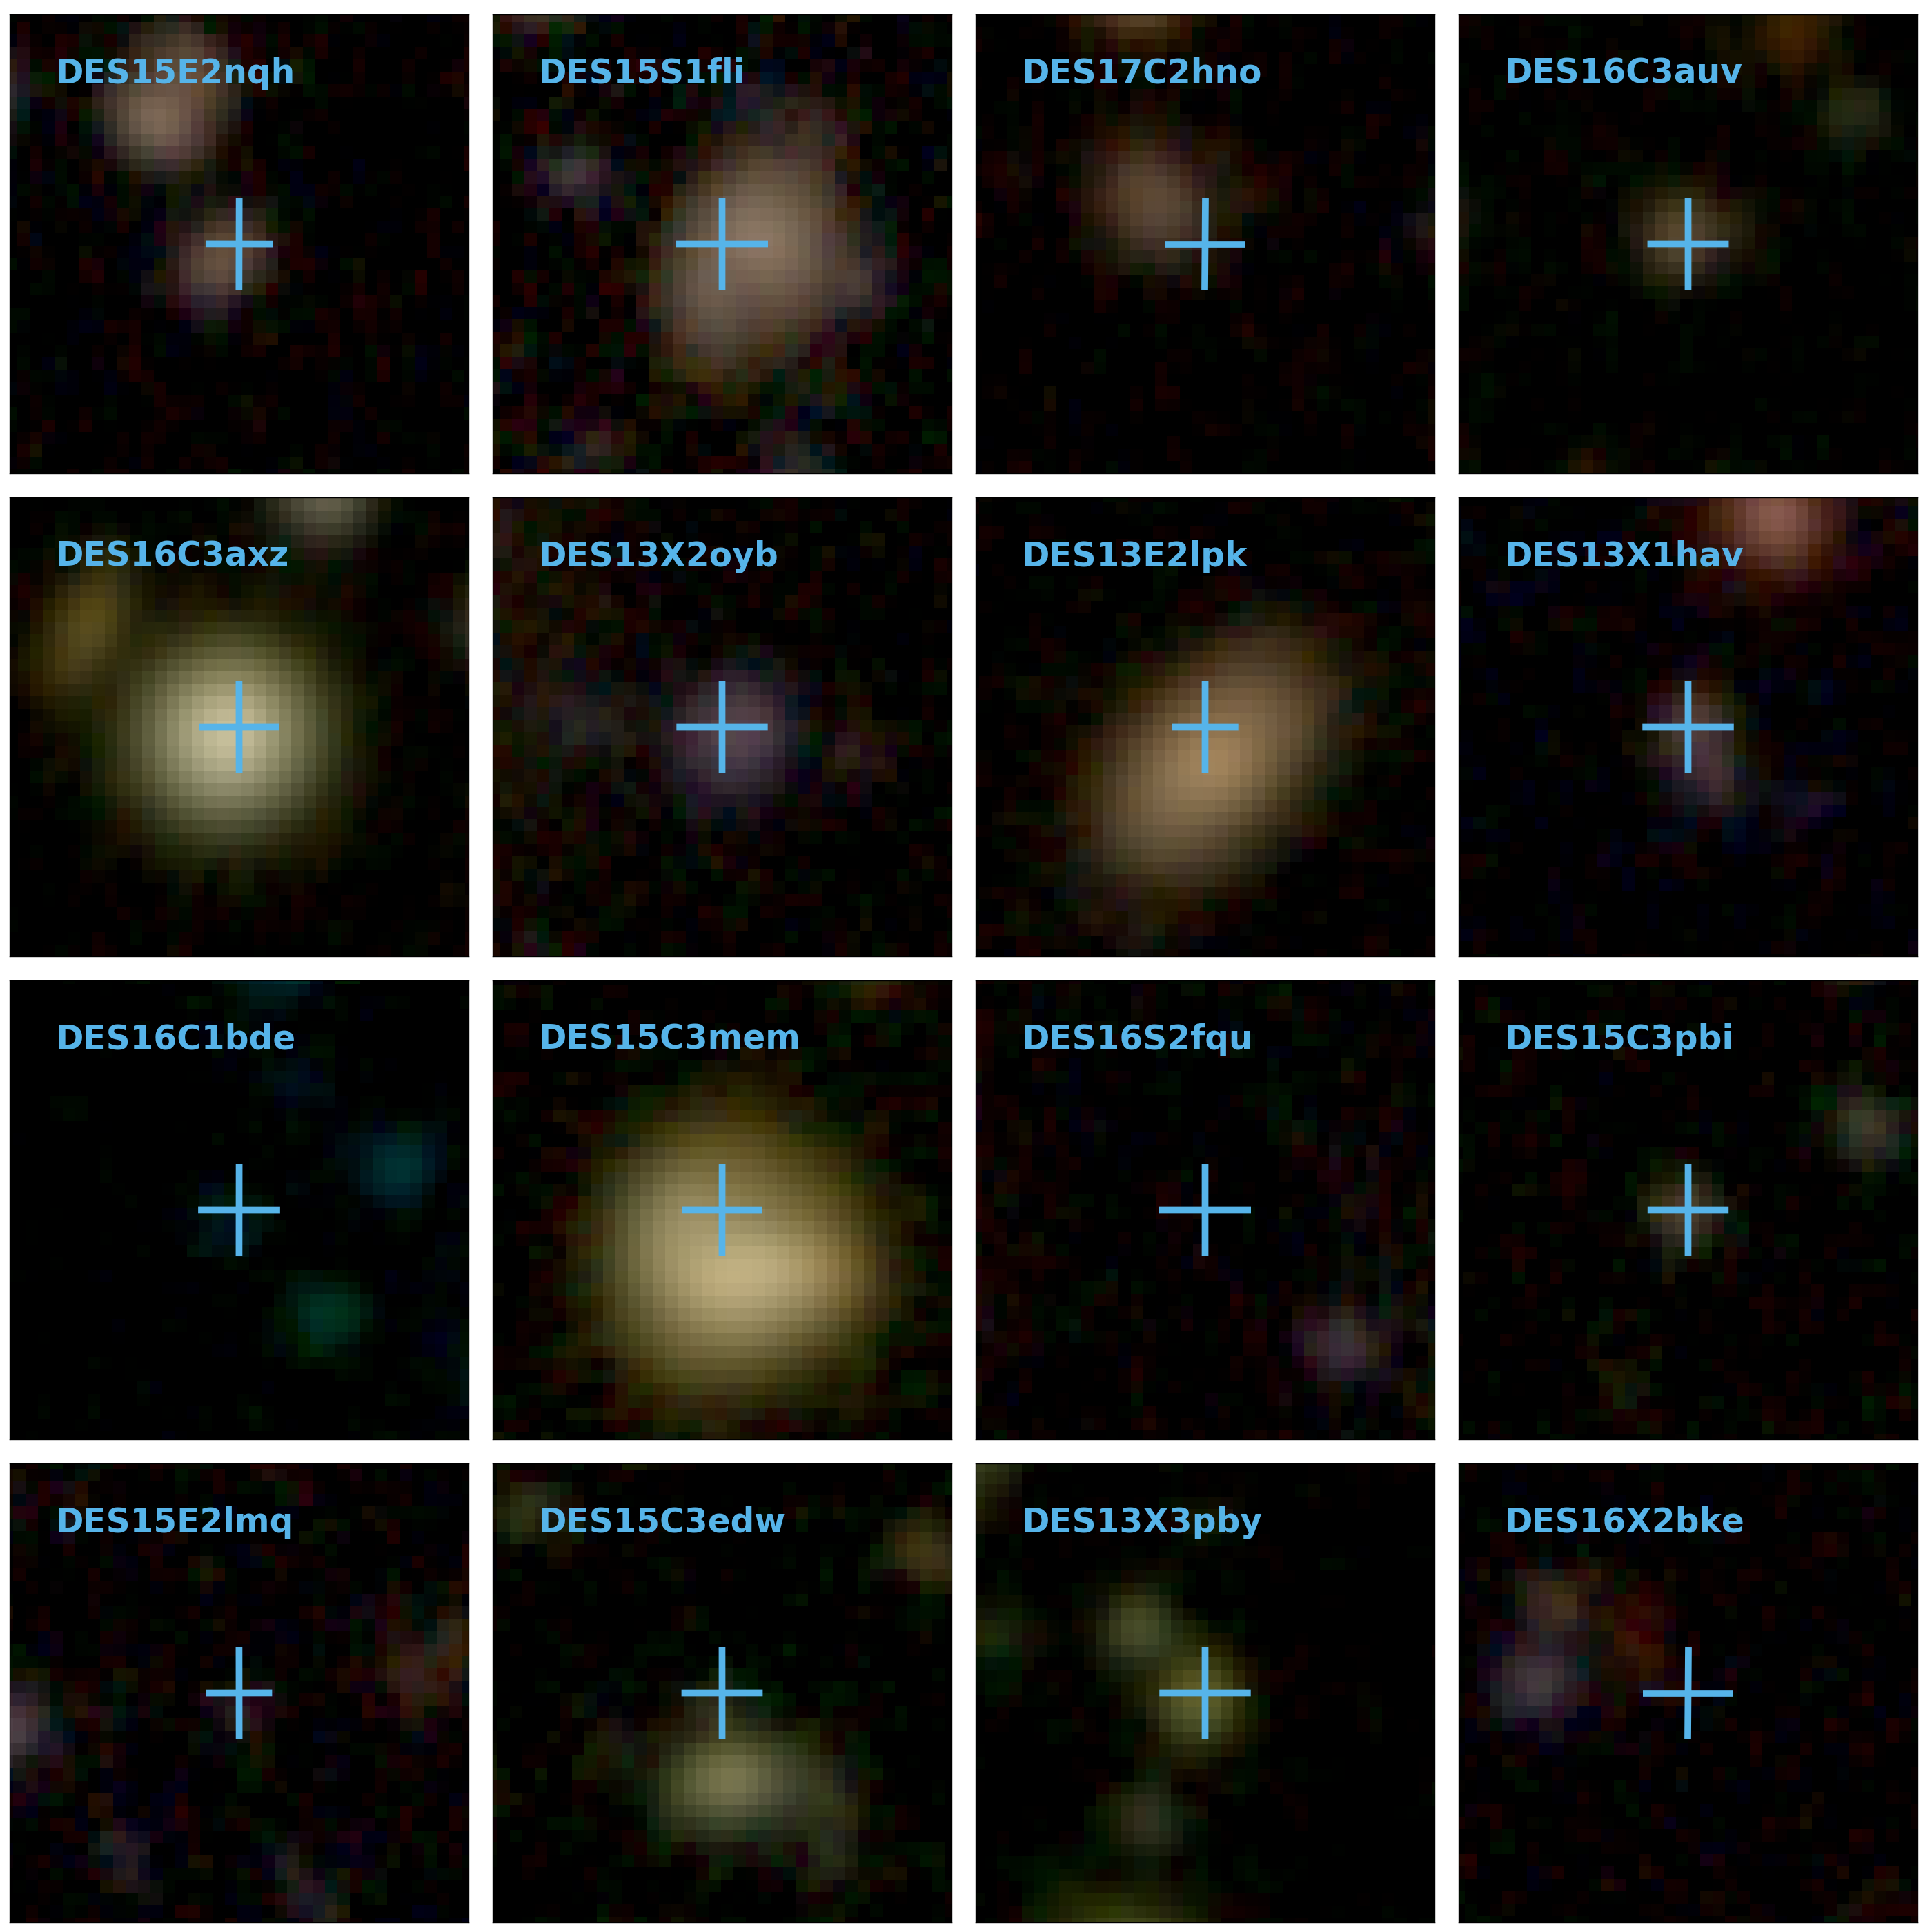 DES15E2nqh
DES15S1fli
DES17C2hno
DES16C3auv
DES16C3axz
DES13X2oyb
DES13E2lpk
DES13X1hav
DES16C1bde
DES15C3mem
DES16S2fqu
DES15C3pbi
DES15E2lmq
DES15C3edw
DES13X3pby
DES16X2bke